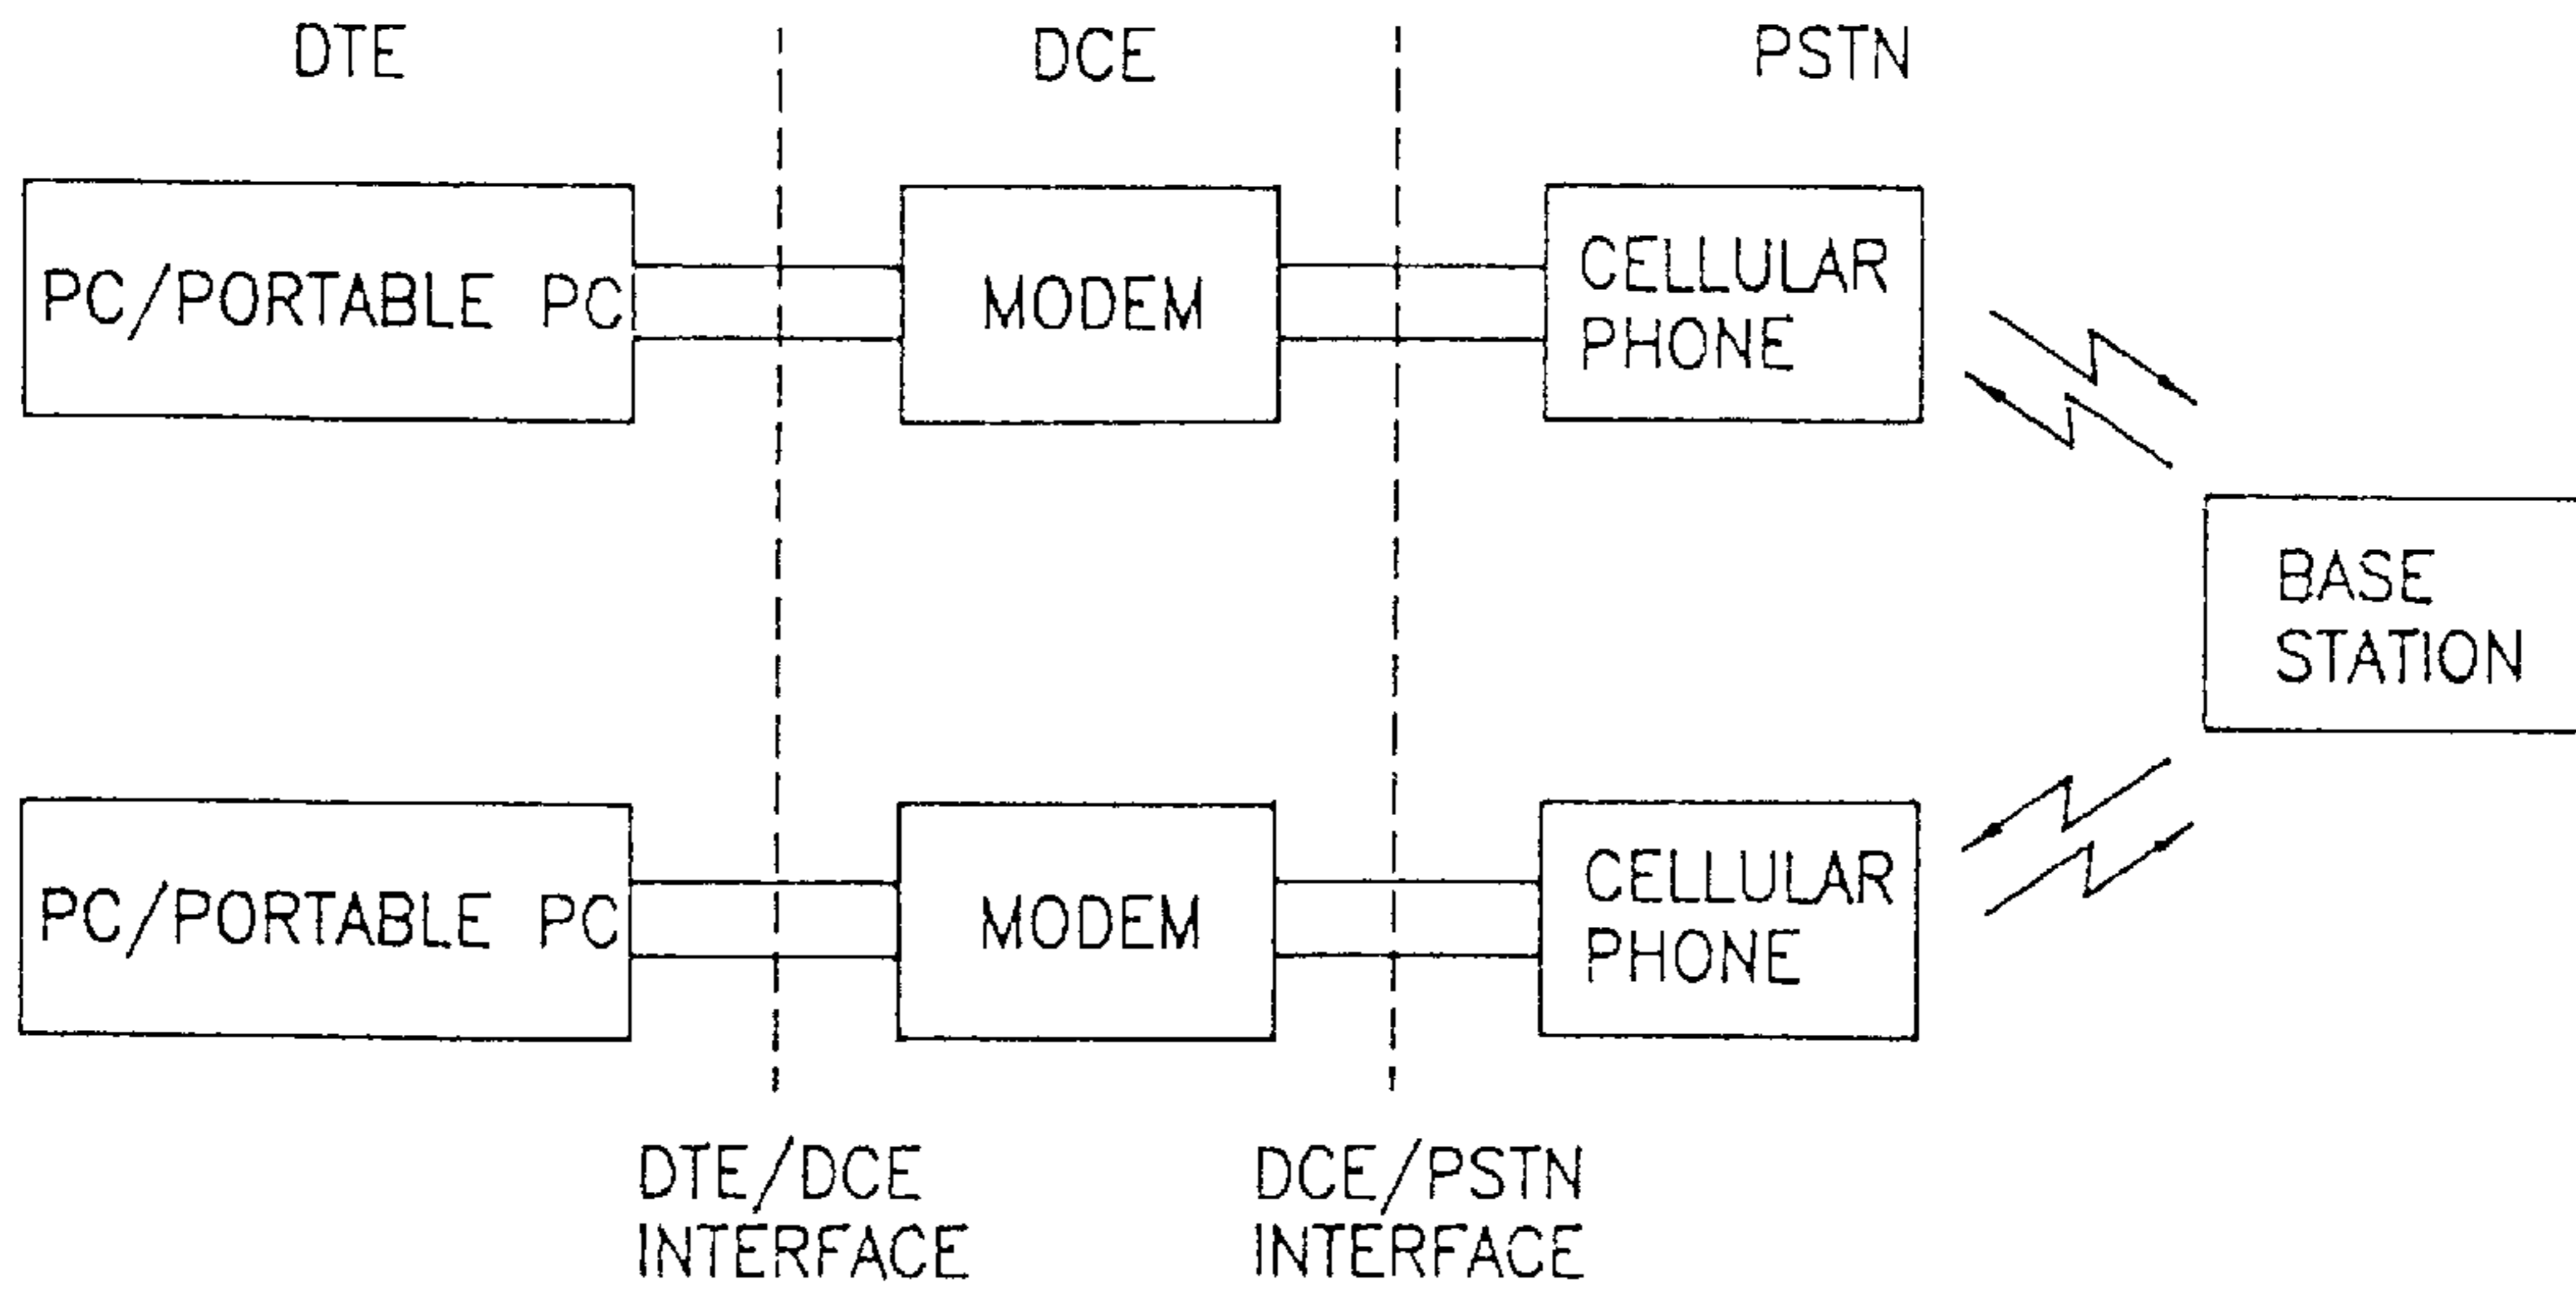 DTE
DCE
PSTN
PC/PORTABLE PC
MODEM
CELLULAR
PHONE
BASE
STATION
PC/PORTABLE PC
MODEM
CELLULAR
PHONE
DTE/DCE
INTERFACE
DCE/PSTN
INTERFACE